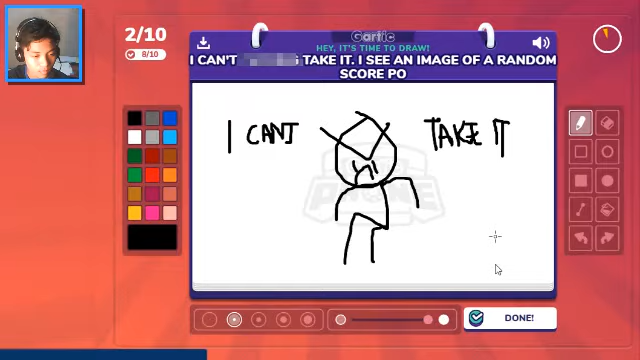 2/10
8/10
Gartic
HEY, IT'S TIME TO DRAW!
I CAN'T G TAKE IT. I SEE AN IMAGE OF A RANDOM
SCORE PO
I CANT TAKE IT
PHONE
DONE!